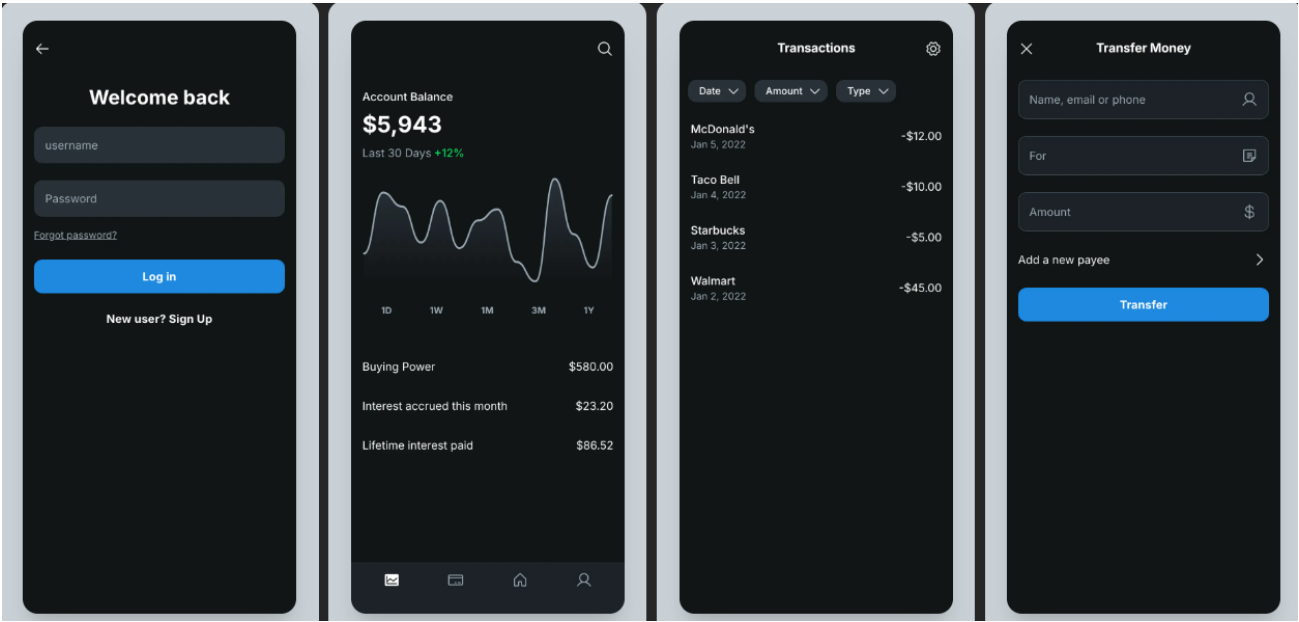 Welcome back
username
Password
Forgot password?
Log in
New user? Sign Up
Account Balance
$5,943
Last 30 Days +12%
1D 1W 1M 3M 1Y
Buying Power $580.00
Interest accrued this month $23.20
Lifetime interest paid $86.52
Transactions
Date Amount Type
McDonald's
Jan 5, 2022
-$12.00
Taco Bell
Jan 4, 2022
-$10.00
Starbucks
Jan 3, 2022
-$5.00
Walmart
Jan 2, 2022
-$45.00
Transfer Money
Name, email or phone
For
Amount $
Add a new payee
Transfer